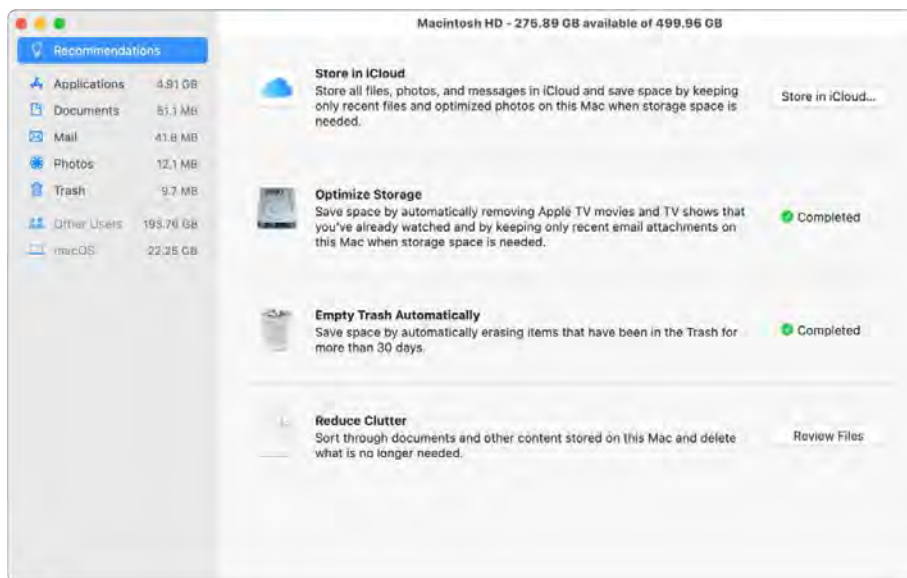 Macintosh HD - 275.89 GB available of 499.96 GB
Recommendations
Applications 4.91 GB
Documents 51.1 MB
Mail 41.8 MB
Photos 12.1 MB
Trash 9.7 MB
Other Users 193.76 GB
macOS 22.25 GB
Store in iCloud
Store all files, photos, and messages in iCloud and save space by keeping
only recent files and optimized photos on this Mac when storage space is
needed.
Store in iCloud...
Optimize Storage
Save space by automatically removing Apple TV movies and TV shows that
you've already watched and by keeping only recent email attachments on
this Mac when storage space is needed.
Completed
Empty Trash Automatically
Save space by automatically erasing items that have been in the Trash for
more than 30 days.
Completed
Reduce Clutter
Sort through documents and other content stored on this Mac and delete
what is no longer needed.
Review Files